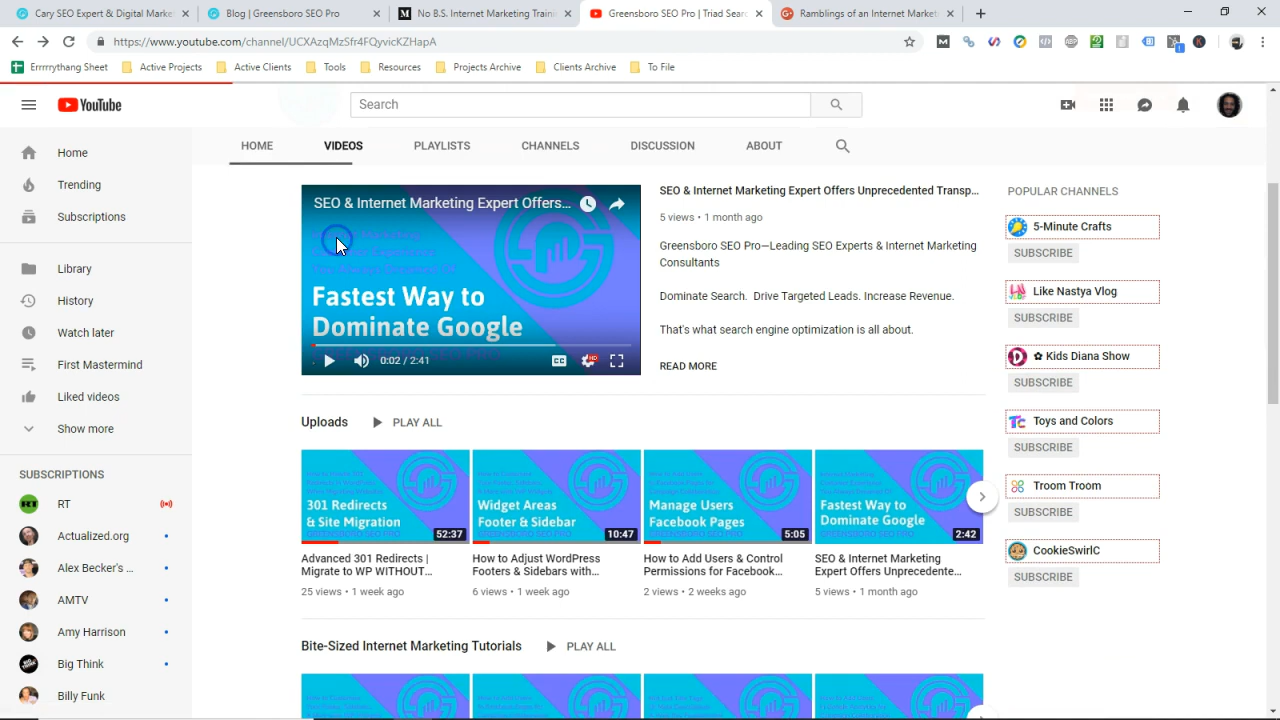 Cary SEO Expert & Digital Marke
Blog | Greensboro SEO Pro
No B.S. Internet Marketing Traini
Greensboro SEO Pro | Triad Sear
Ramblings of an Internet Market
https://www.youtube.com/channel/UCXAzqMzSfr4FQyvicKZHapA
Errrrrythang Sheet
Active Projects
Active Clients
Tools
Resources
Projects Archive
Clients Archive
To File
YouTube
Search
Home
Trending
Subscriptions
Library
History
Watch later
First Mastermind
Liked videos
Show more
SUBSCRIPTIONS
RT
Actualized.org
Alex Becker's ...
AMTV
Amy Harrison
Big Think
Billy Funk
HOME
VIDEOS
PLAYLISTS
CHANNELS
DISCUSSION
ABOUT
SEO & Internet Marketing Expert Offers...
Fastest Way to
Dominate Google
0:02 / 2:41
CC
HD
SEO & Internet Marketing Expert Offers Unprecedented Transp...
5 views • 1 month ago
Greensboro SEO Pro—Leading SEO Experts & Internet Marketing
Consultants
Dominate Search. Drive Targeted Leads. Increase Revenue.
That's what search engine optimization is all about.
READ MORE
Uploads
PLAY ALL
301 Redirects
& Site Migration
52:37
Advanced 301 Redirects |
Migrate to WP WITHOUT...
25 views • 1 week ago
Widget Areas
Footer & Sidebar
10:47
How to Adjust WordPress
Footers & Sidebars with...
6 views • 1 week ago
Manage Users
Facebook Pages
5:05
How to Add Users & Control
Permissions for Facebook...
2 views • 2 weeks ago
Fastest Way to
Dominate Google
2:42
SEO & Internet Marketing
Expert Offers Unprecedente...
5 views • 1 month ago
Bite-Sized Internet Marketing Tutorials
PLAY ALL
POPULAR CHANNELS
5-Minute Crafts
SUBSCRIBE
Like Nastya Vlog
SUBSCRIBE
✿ Kids Diana Show
SUBSCRIBE
Toys and Colors
SUBSCRIBE
Troom Troom
SUBSCRIBE
CookieSwirlC
SUBSCRIBE